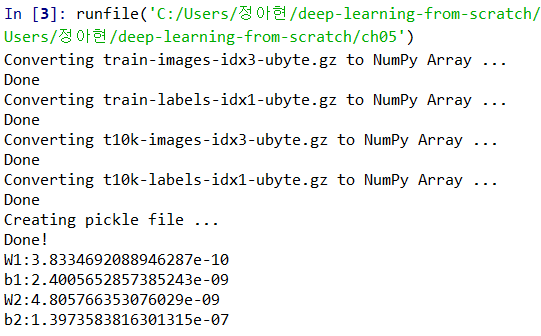 In [3]: runfile('C:/Users/정아현/deep-learning-from-scratch/
Users/정아현/deep-learning-from-scratch/ch05')
Converting train-images-idx3-ubyte.gz to NumPy Array ...
Done
Converting train-labels-idx1-ubyte.gz to NumPy Array ...
Done
Converting t10k-images-idx3-ubyte.gz to NumPy Array ...
Done
Converting t10k-labels-idx1-ubyte.gz to NumPy Array ...
Done
Creating pickle file ...
Done!
W1:3.8334692088946287e-10
b1:2.4005652857385243e-09
W2:4.805766353076029e-09
b2:1.3973583816301315e-07